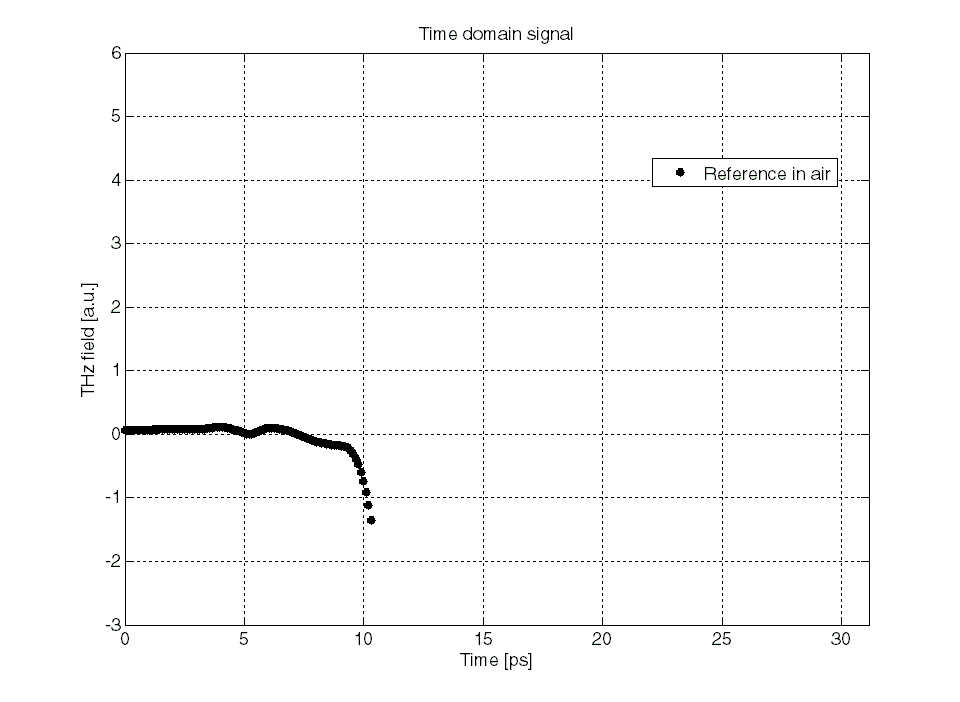 Time domain signal
6
5
4
3
2
1
0
-1
-2
-3
THz field [a.u.]
Reference in air
0 5 10 15 20 25 30
Time [ps]